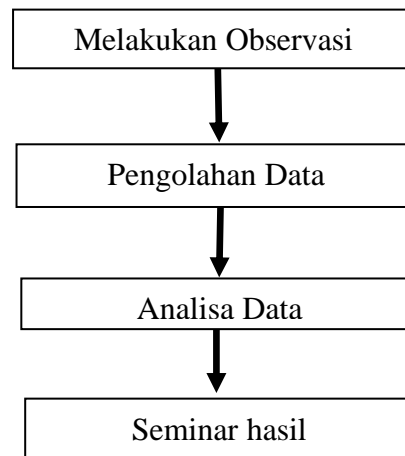 Melakukan Observasi
Pengolahan Data
Analisa Data
Seminar hasil